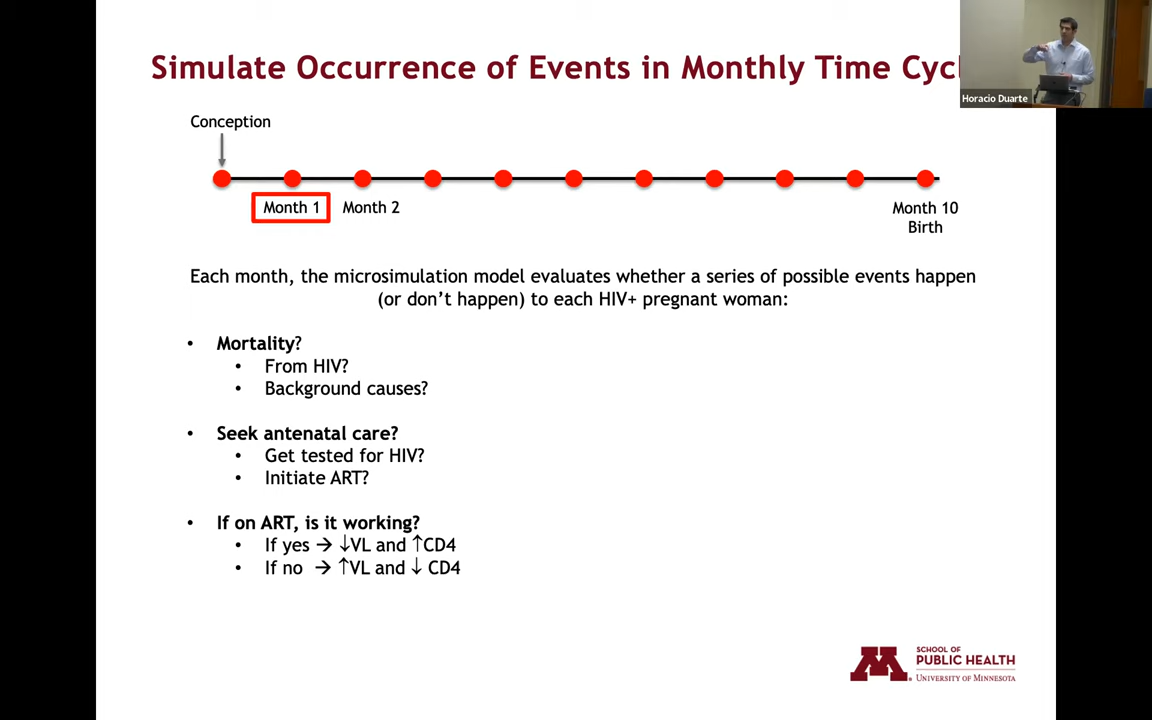 Simulate Occurrence of Events in Monthly Time Cycl
Horacio Duarte
Conception
Month 1
Month 2
Month 10
Birth
Each month, the microsimulation model evaluates whether a series of possible events happen
(or don't happen) to each HIV+ pregnant woman:
• Mortality?
• From HIV?
• Background causes?
• Seek antenatal care?
• Get tested for HIV?
• Initiate ART?
• If on ART, is it working?
• If yes → ↓VL and ↑CD4
• If no → ↑VL and ↓ CD4
SCHOOL OF
PUBLIC HEALTH
UNIVERSITY OF MINNESOTA